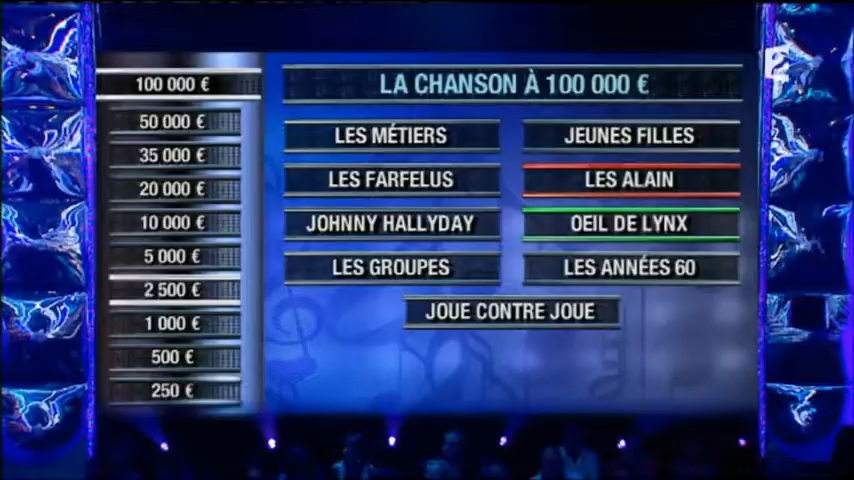 100 000 €
50 000 €
35 000 €
20 000 €
10 000 €
5 000 €
2 500 €
1 000 €
500 €
250 €
LA CHANSON À 100 000 €
LES MÉTIERS
JEUNES FILLES
LES FARFELUS
LES ALAIN
JOHNNY HALLYDAY
OEIL DE LYNX
LES GROUPES
LES ANNÉES 60
JOUE CONTRE JOUE
2